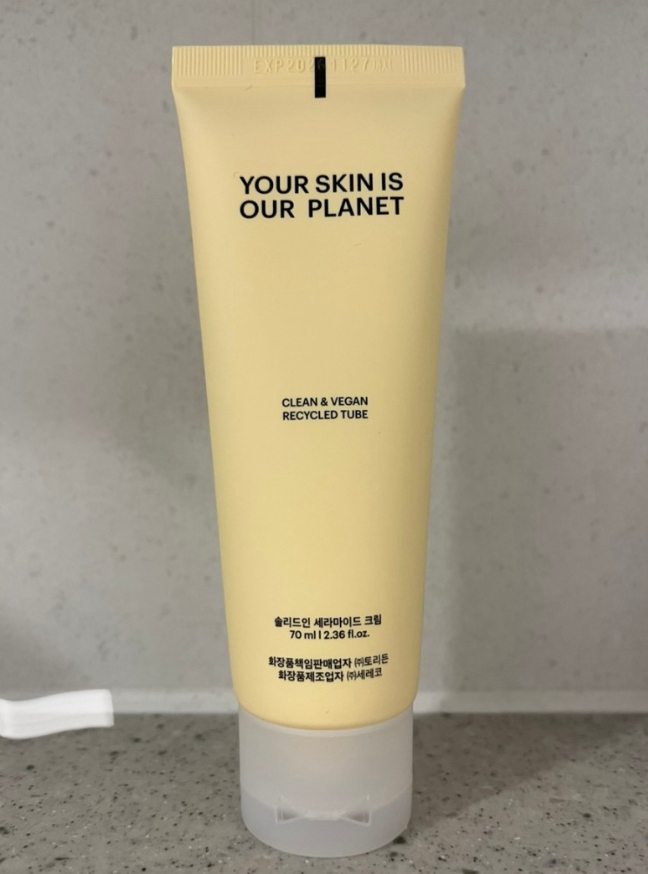 YOUR SKIN IS
OUR PLANET
CLEAN & VEGAN
RECYCLED TUBE
솔리드인 세라마이드 크림
70 ml | 2.36 fl.oz.
화장품책임판매업자 ㈜토리든
화장품제조업자 ㈜세레코